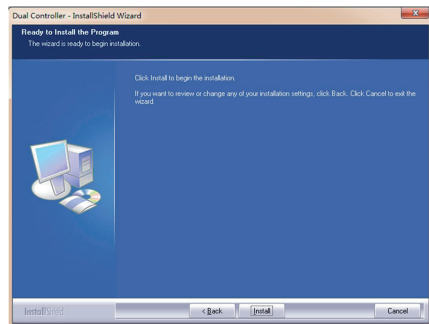 Dual Controller - InstallShield Wizard
Ready to Install the Program
The wizard is ready to begin installation.
Click Install to begin the installation.
If you want to review or change any of your installation settings, click Back. Click Cancel to exit the
wizard.
InstallShield
< Back
Install
Cancel